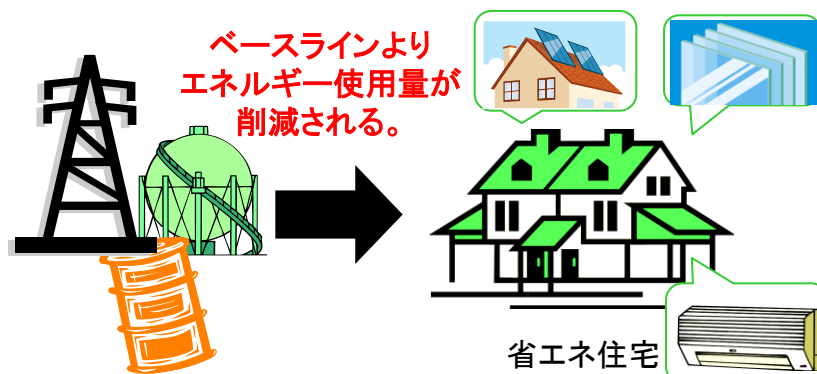 ベースラインより
エネルギー使用量が
削減される。
省エネ住宅